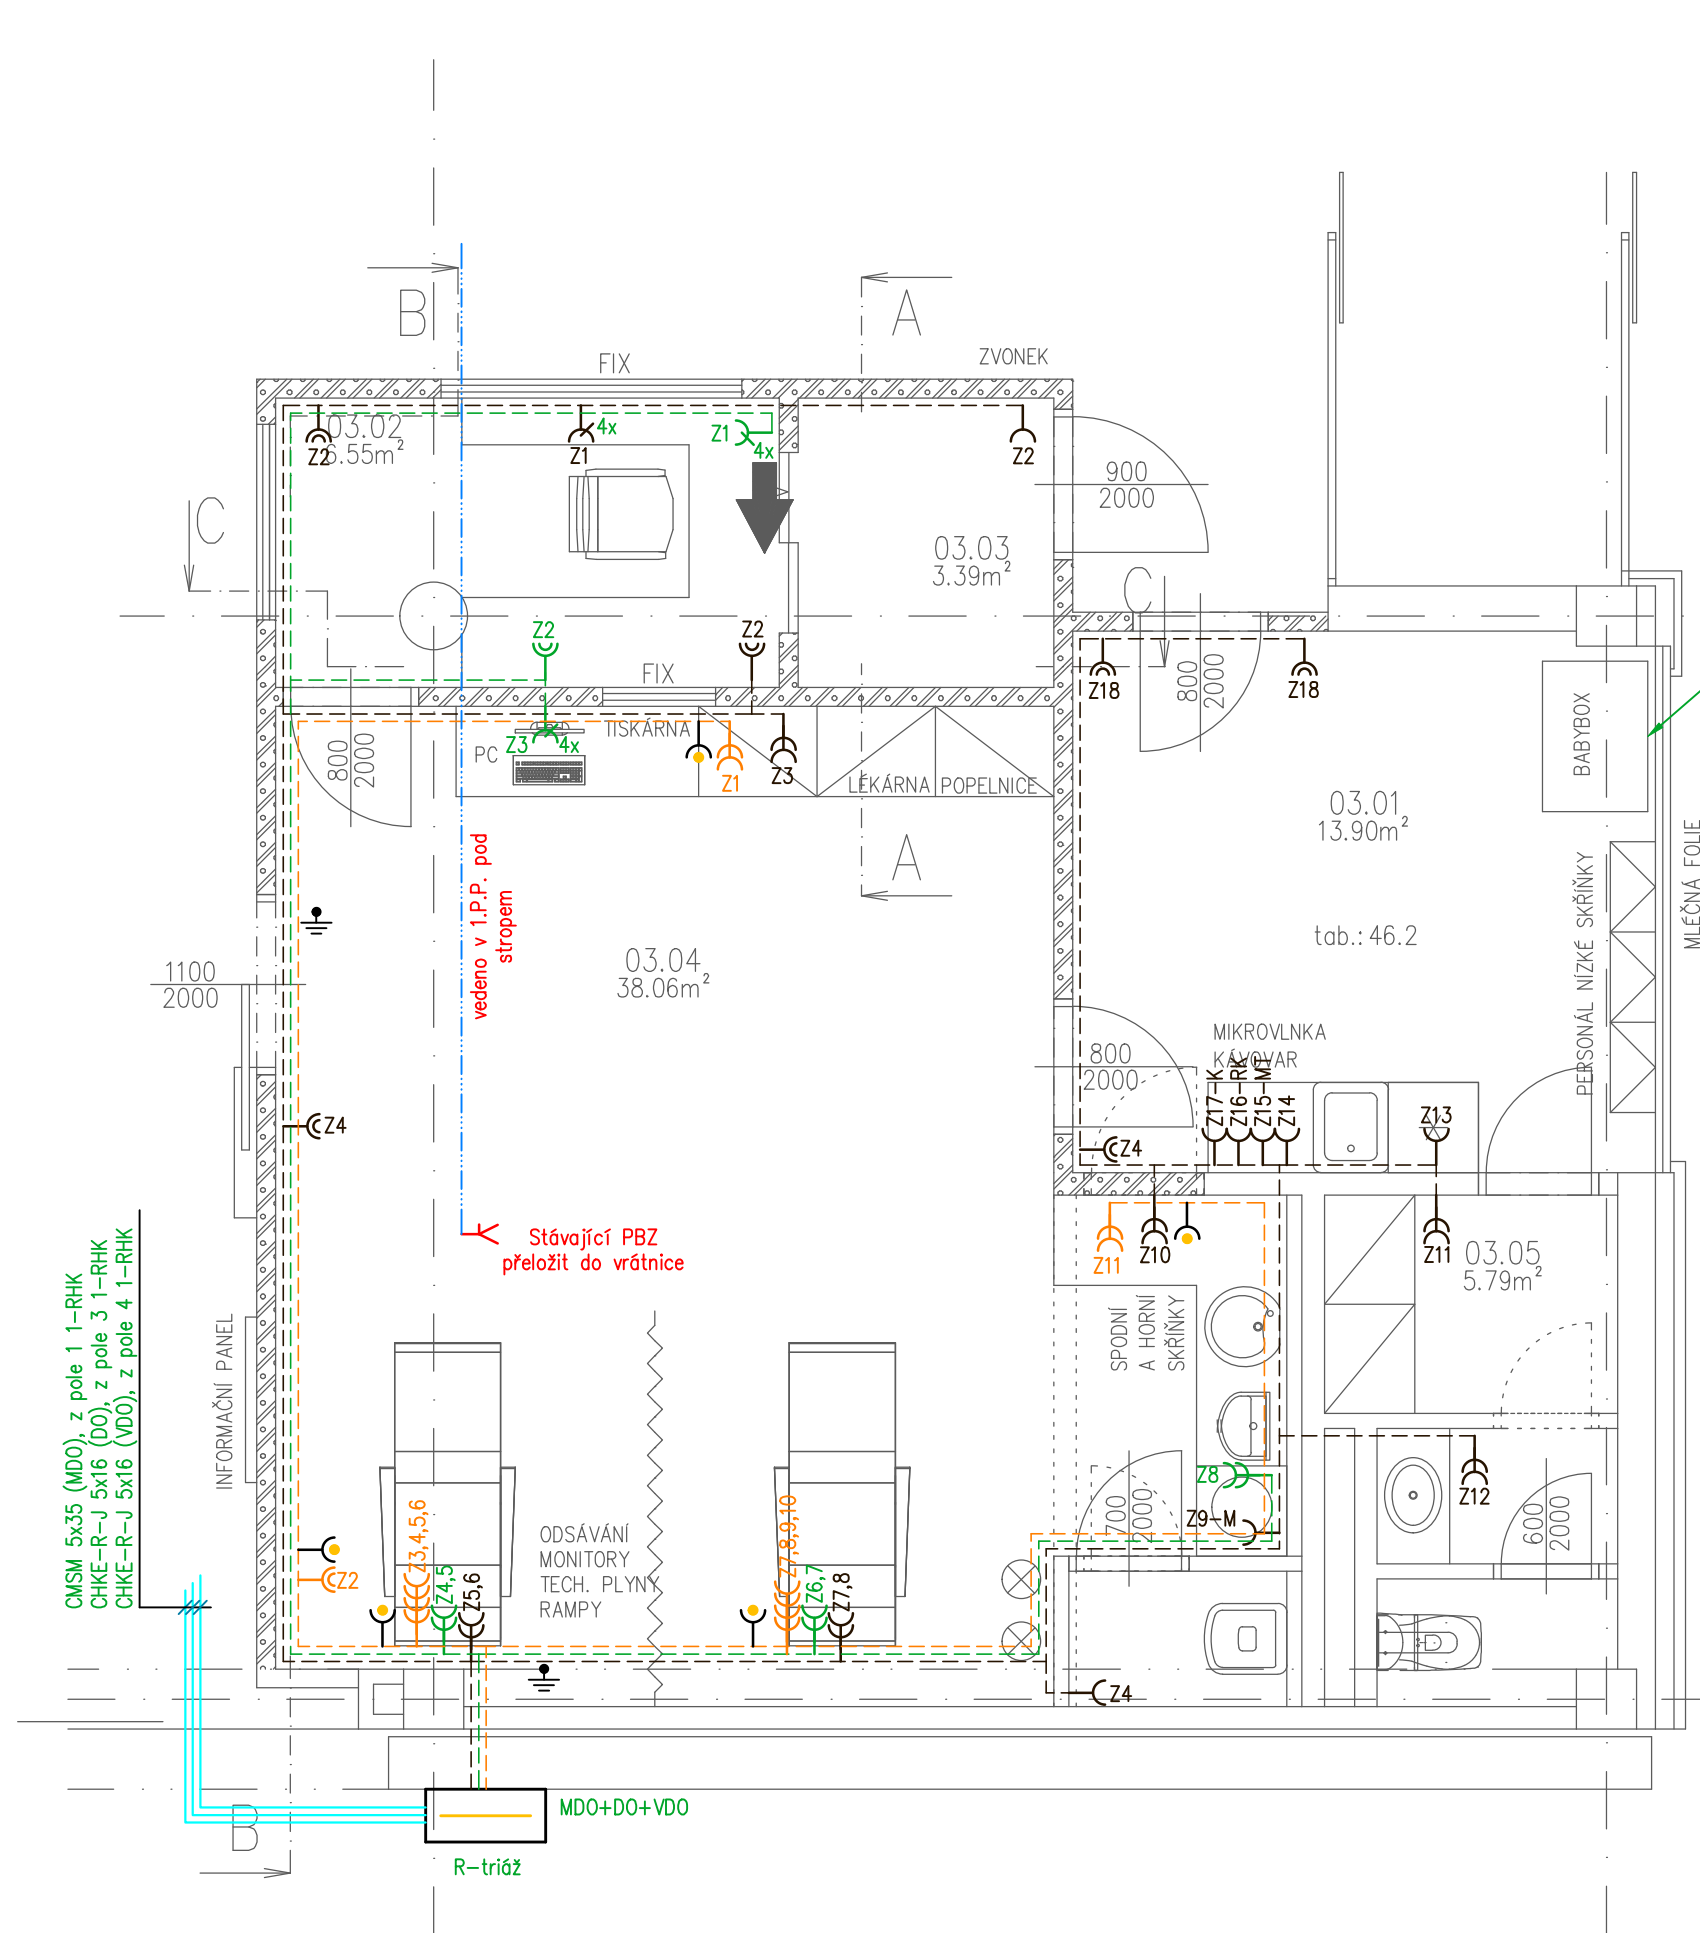 B
A
ZVONEK
FIX
03.02
6.55m²
Z2
Z1
4x
Z1
4x
Z2
900
2000
C
03.03
3.39m²
C
Z2
Z2
FIX
800
2000
Z18
Z18
BABYBOX
800
2000
PC
Z3
4x
TISKÁRNA
Z1
Z3
LÉKÁRNA
POPELNICE
03.01
13.90m²
MLÉČNÁ FOLIE
A
vedeno v 1.P.P. pod
stropem
PERSONÁL NÍZKÉ SKŘÍŇKY
tab.: 46.2
03.04
38.06m²
1100
2000
MIKROVLNKA
KÁVOVAR
800
2000
Z17-K
Z16-RK
Z15-MT
Z14
Z13
Z4
Z4
Stávající PBZ
přeložit do vrátnice
Z11
Z10
Z11
03.05
5.79m²
CMSM 5x35 (MDO), z pole 1 1-RHK
CHKE-R-J 5x16 (DO), z pole 3 1-RHK
CHKE-R-J 5x16 (VDO), z pole 4 1-RHK
INFORMAČNÍ PANEL
SPODNÍ
A HORNÍ
SKŘÍŇKY
Z8
Z9-M
Z12
700
2000
600
2000
ODSÁVÁNÍ
MONITORY
TECH. PLYNY
RAMPY
Z2
Z3,4,5,6
Z4,5
Z5,6
Z7,8,9,10
Z6,7
Z7,8
Z4
MDO+DO+VDO
B
R-triáž